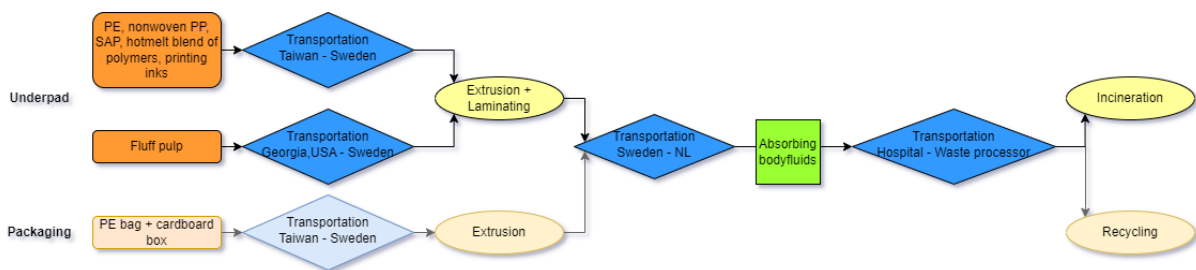 Underpad
PE, nonwoven PP,
SAP, hotmelt blend of
polymers, printing
inks
Transportation
Taiwan - Sweden
Fluff pulp
Transportation
Georgia,USA - Sweden
Extrusion +
Laminating
Packaging
PE bag + cardboard
box
Transportation
Taiwan - Sweden
Extrusion
Transportation
Sweden - NL
Absorbing
bodyfluids
Transportation
Hospital - Waste processor
Incineration
Recycling